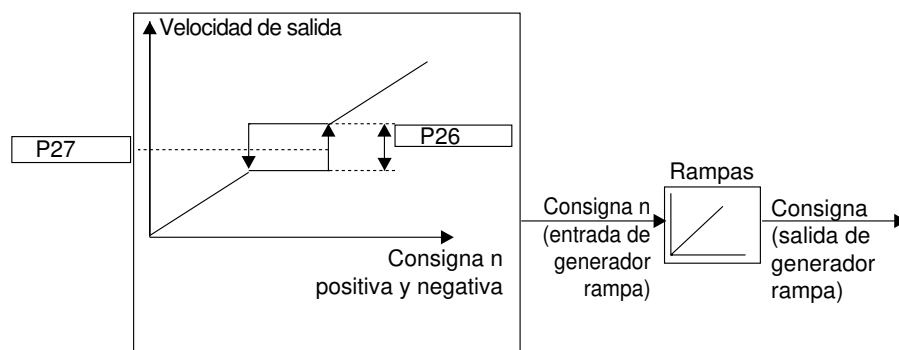 Velocidad de salida
P27
P26
Consigna n
positiva y negativa
Consigna n
(entrada de
generador
rampa)
Rampas
Consigna
(salida de
generador
rampa)